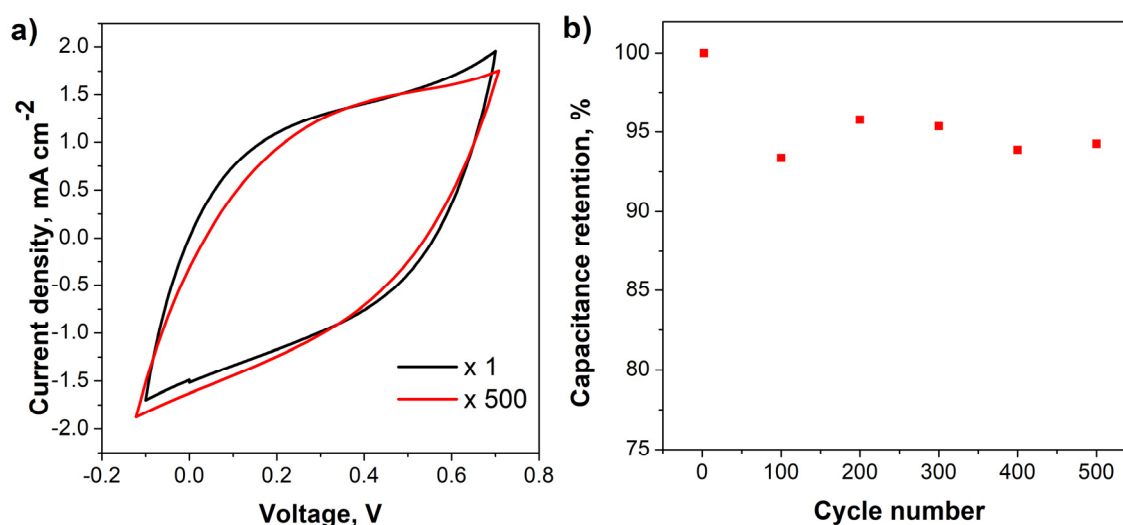 a)
2.0
1.5
1.0
0.5
0.0
-0.5
-1.0
-1.5
-2.0
Current density, mA cm-2
x 1
x 500
-0.2 0.0 0.2 0.4 0.6 0.8
Voltage, V
b)
100
95
90
85
80
75
Capacitance retention, %
0 100 200 300 400 500
Cycle number